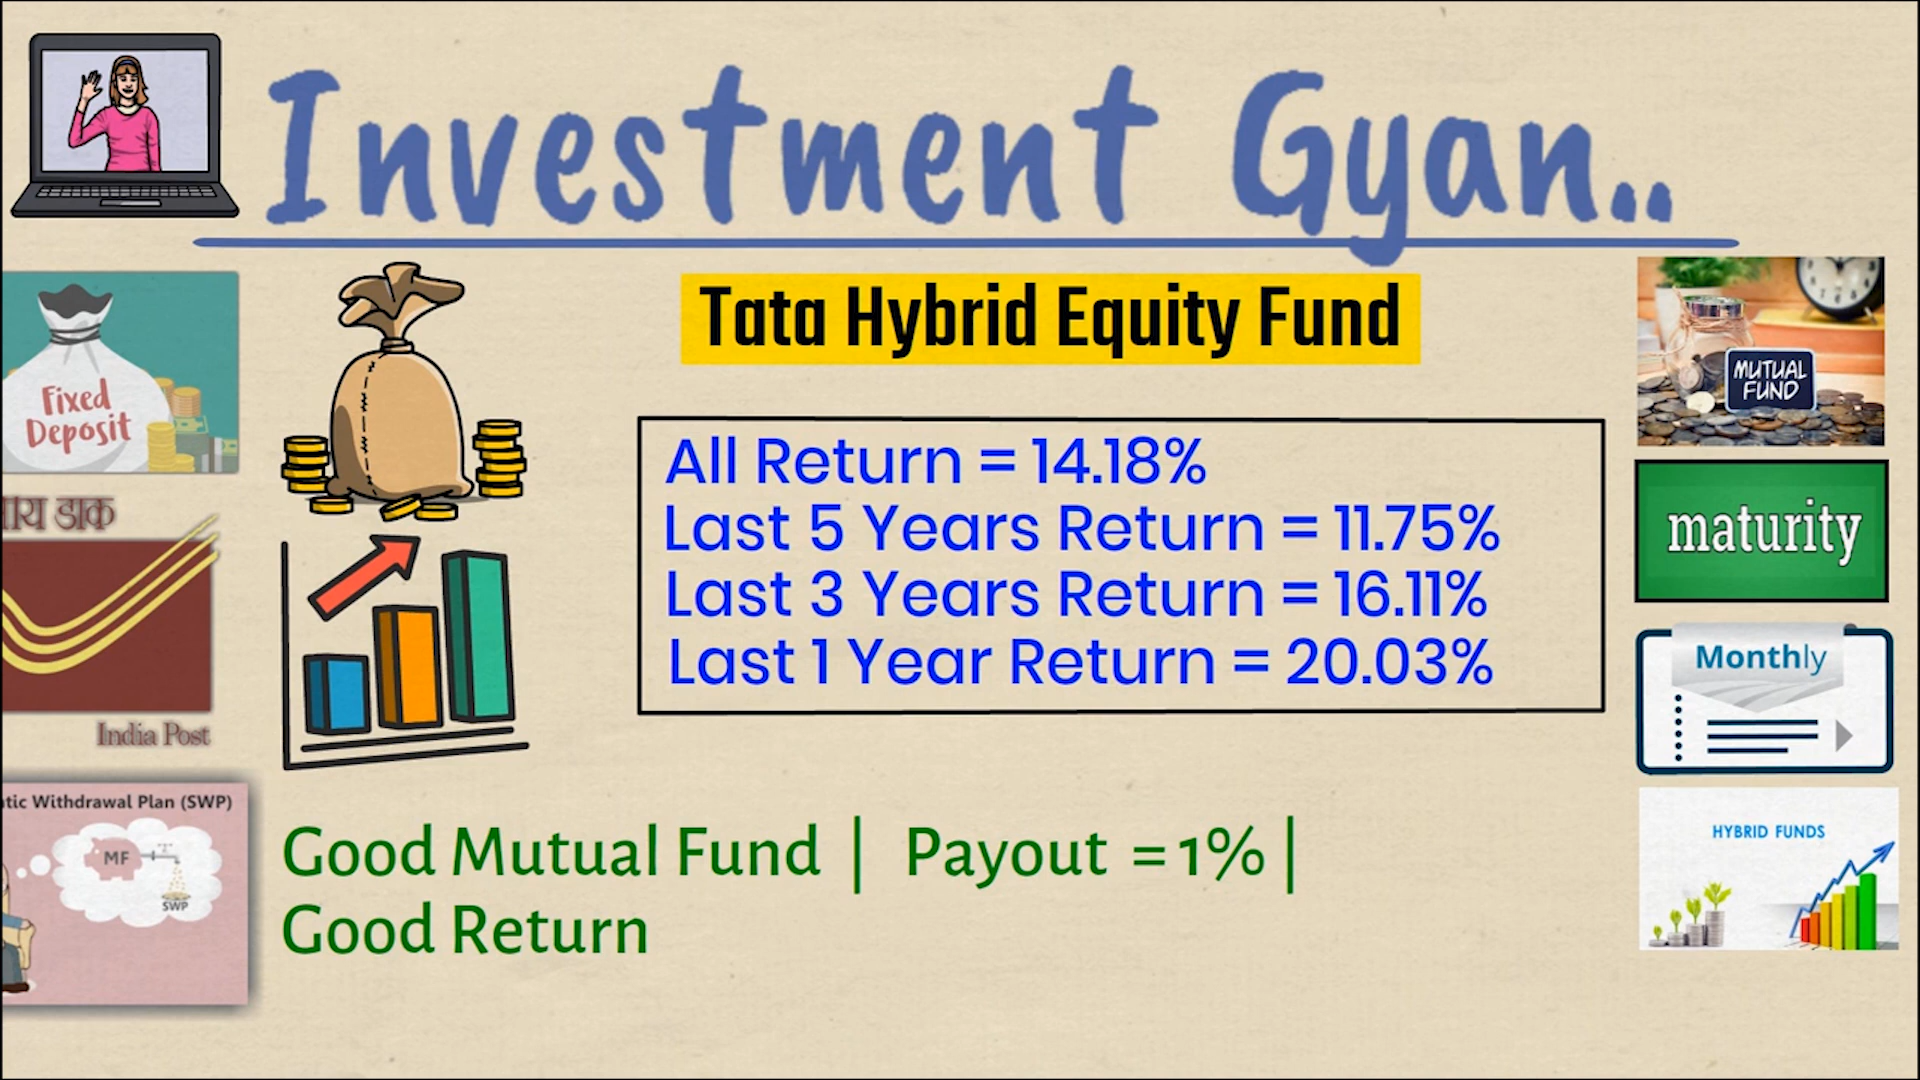 Investment Gyan..
Tata Hybrid Equity Fund
All Return = 14.18%
Last 5 Years Return = 11.75%
Last 3 Years Return = 16.11%
Last 1 Year Return = 20.03%
Good Mutual Fund | Payout = 1% |
Good Return
Fixed
Deposit
डाक
India Post
Withdrawal Plan (SWP)
MF
SWP
MUTUAL
FUND
maturity
Monthly
HYBRID FUNDS